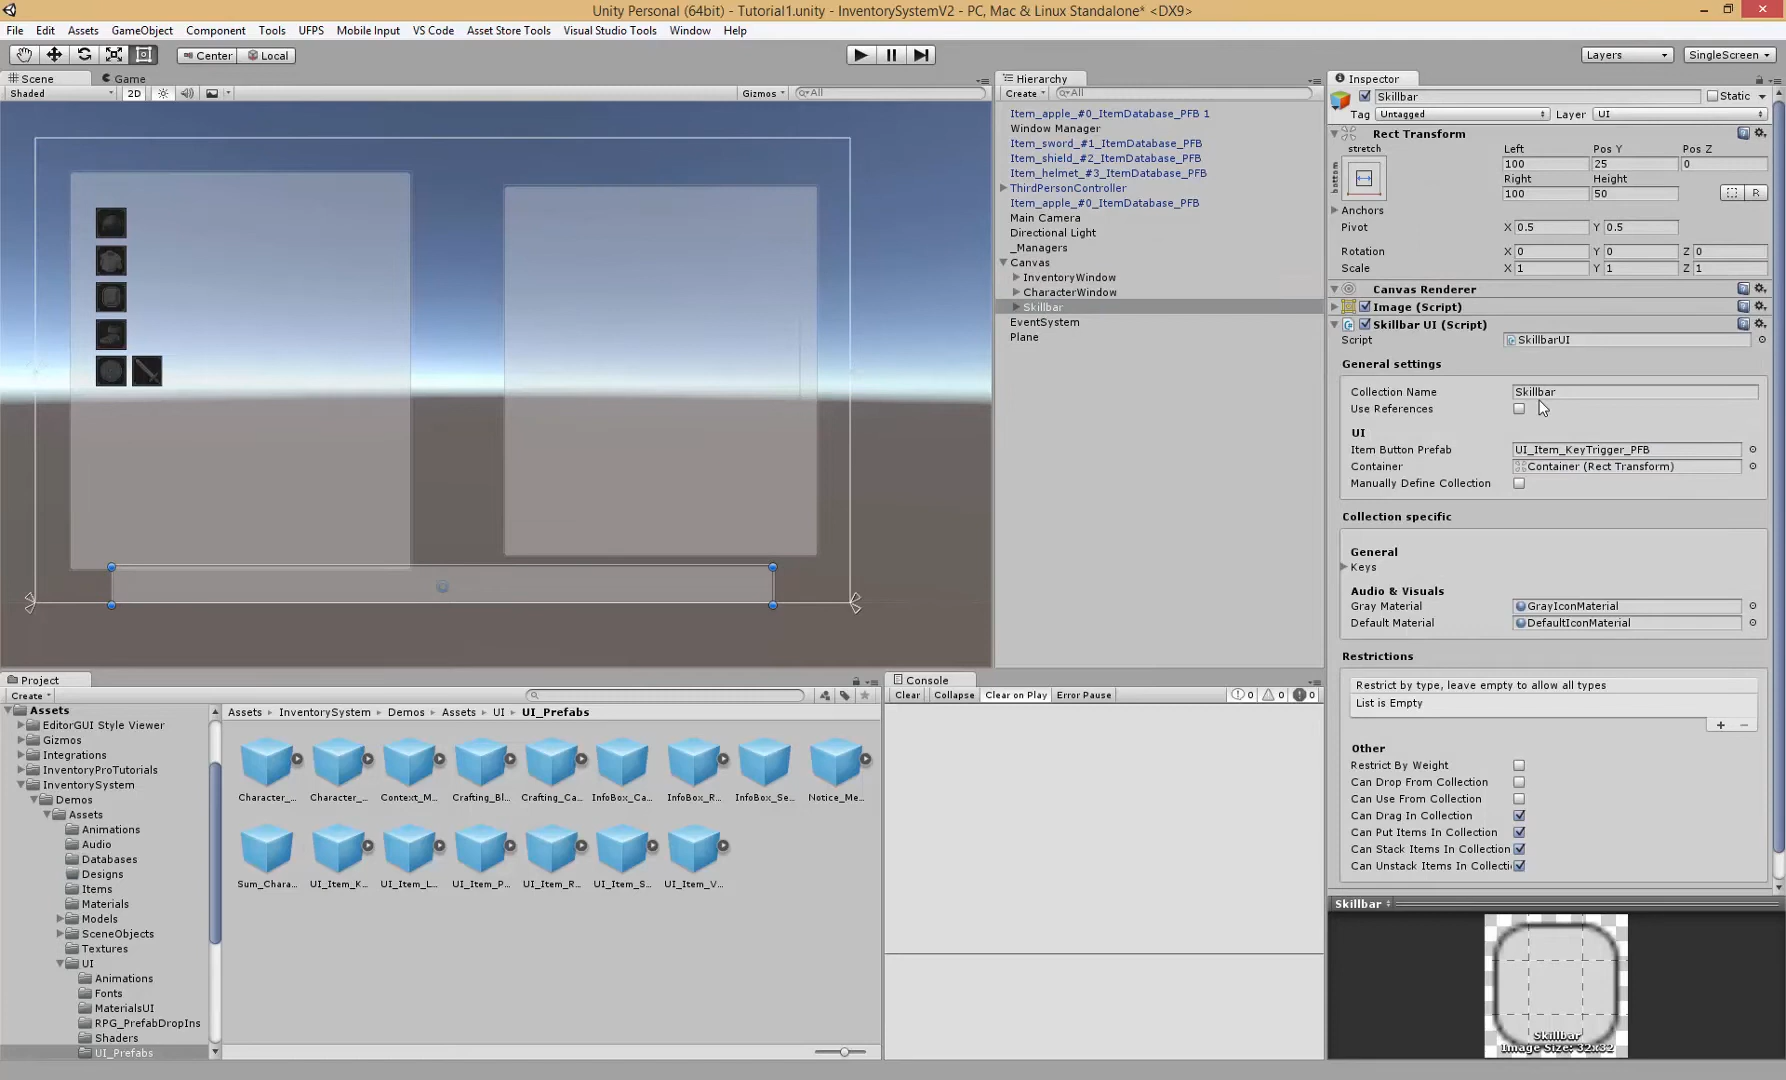 Unity Personal (64bit) - Tutorial1.unity - InventorySystemV2 - PC, Mac & Linux Standalone* <DX9>
File Edit Assets GameObject Component Tools UFPS Mobile Input VS Code Asset Store Tools Visual Studio Tools Window Help
Center Local Layers SingleScreen
Scene Game
Shaded 2D Gizmos All
Hierarchy
Create All
Item_apple_#0_ItemDatabase_PFB 1
Window Manager
Item_sword_#1_ItemDatabase_PFB
Item_shield_#2_ItemDatabase_PFB
Item_helmet_#3_ItemDatabase_PFB
ThirdPersonController
Item_apple_#0_ItemDatabase_PFB
Main Camera
Directional Light
_Managers
Canvas
InventoryWindow
CharacterWindow
Skillbar
EventSystem
Plane
Inspector
Skillbar Static
Tag Untagged Layer UI
Rect Transform
stretch Left Pos Y Pos Z
bottom 100 25 0
Right Height
100 50 R
Anchors
Pivot X 0.5 Y 0.5
Rotation X 0 Y 0 Z 0
Scale X 1 Y 1 Z 1
Canvas Renderer
Image (Script)
Skillbar UI (Script)
Script SkillbarUI
General settings
Collection Name Skillbar
Use References
UI
Item Button Prefab UI_Item_KeyTrigger_PFB
Container Container (Rect Transform)
Manually Define Collection
Collection specific
General
Keys
Audio & Visuals
Gray Material GrayIconMaterial
Default Material DefaultIconMaterial
Restrictions
Restrict by type, leave empty to allow all types
List is Empty
Other
Restrict By Weight
Can Drop From Collection
Can Use From Collection
Can Drag In Collection
Can Put Items In Collection
Can Stack Items In Collection
Can Unstack Items In Collecti
Skillbar
Skillbar
Image Size: 32x32
Project
Create
Assets
EditorGUI Style Viewer
Gizmos
Integrations
InventoryProTutorials
InventorySystem
Demos
Assets
Animations
Audio
Databases
Designs
Items
Materials
Models
SceneObjects
Textures
UI
Animations
Fonts
MaterialsUI
RPG_PrefabDropIns
Shaders
UI_Prefabs
Assets InventorySystem Demos Assets UI UI_Prefabs
Character_... Character_... Context_M... Crafting_Bl... Crafting_Ca... InfoBox_Ca... InfoBox_R... InfoBox_Se... Notice_Me...
Sum_Chara... UI_Item_K... UI_Item_L... UI_Item_P... UI_Item_R... UI_Item_S... UI_Item_V...
Console
Clear Collapse Clear on Play Error Pause 0 0 0